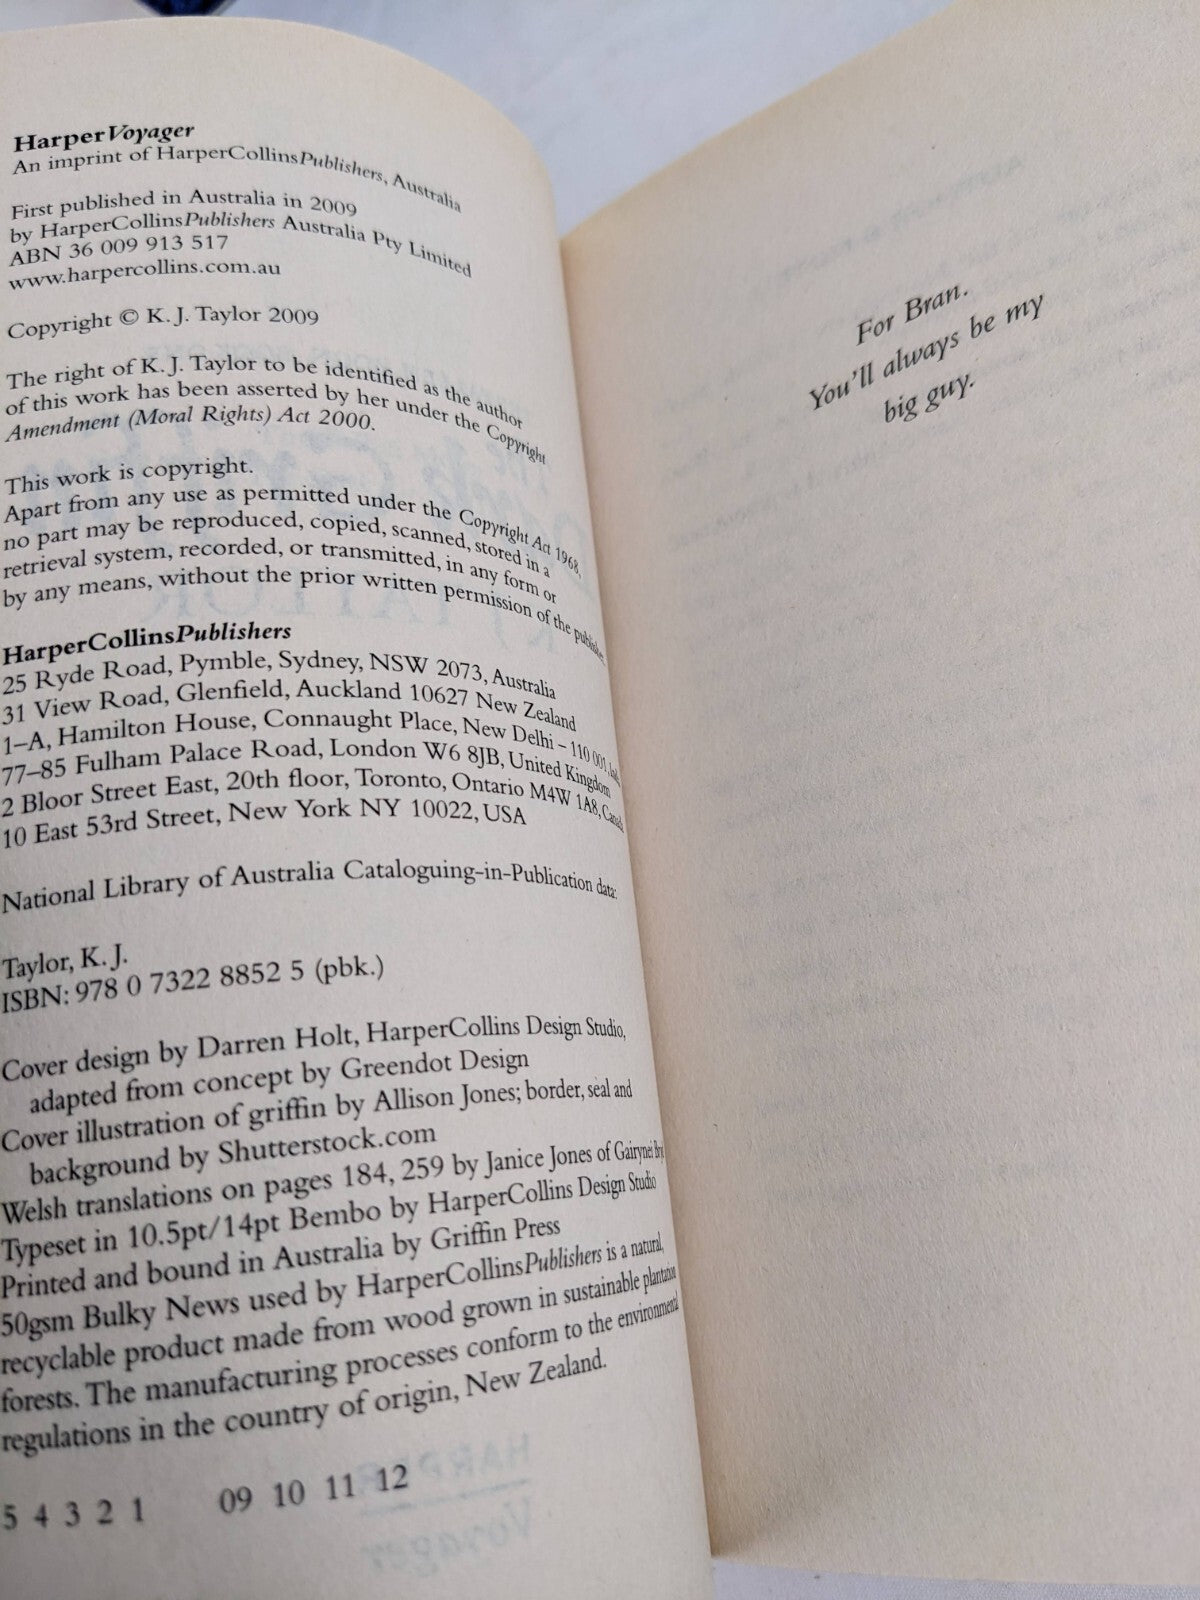 HarperVoyager
An imprint of HarperCollinsPublishers, Australia
First published in Australia in 2009
by HarperCollinsPublishers Australia Pty Limited
ABN 36 009 913 517
www.harpercollins.com.au
Copyright © K. J. Taylor 2009
The right of K. J. Taylor to be identified as the author
of this work has been asserted by her under the Copyright
Amendment (Moral Rights) Act 2000.
This work is copyright.
Apart from any use as permitted under the Copyright Act 1968,
no part may be reproduced, copied, scanned, stored in a
retrieval system, recorded, or transmitted, in any form or
by any means, without the prior written permission of the publisher.
HarperCollinsPublishers
25 Ryde Road, Pymble, Sydney, NSW 2073, Australia
31 View Road, Glenfield, Auckland 10627 New Zealand
1–A, Hamilton House, Connaught Place, New Delhi – 110 001,
77–85 Fulham Palace Road, London W6 8JB, United Kingdom
2 Bloor Street East, 20th floor, Toronto, Ontario M4W 1A8, Canada
10 East 53rd Street, New York NY 10022, USA
National Library of Australia Cataloguing-in-Publication data:
Taylor, K. J.
ISBN: 978 0 7322 8852 5 (pbk.)
Cover design by Darren Holt, HarperCollins Design Studio,
adapted from concept by Greendot Design
Cover illustration of griffin by Allison Jones; border, seal and
background by Shutterstock.com
Welsh translations on pages 184, 259 by Janice Jones of
Typeset in 10.5pt/14pt Bembo by HarperCollins Design Studio
Printed and bound in Australia by Griffin Press
50gsm Bulky News used by HarperCollinsPublishers is a natural,
recyclable product made from wood grown in sustainable plantation
forests. The manufacturing processes conform to the environmental
regulations in the country of origin, New Zealand.
5 4 3 2 1 09 10 11 12
For Bran.
You'll always be my
big guy.